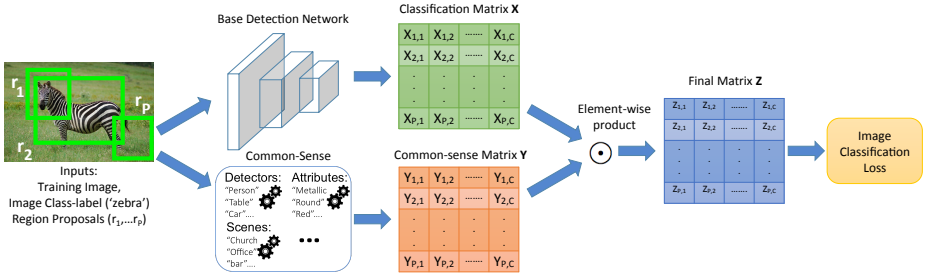 Base Detection Network
Classification Matrix X
X1,1 X1,2 ....... X1,C
X2,1 X2,2 ....... X2,C
. . . .
. . . .
. . . .
XP,1 XP,2 ....... XP,C
r1
rP
r2
Inputs:
Training Image,
Image Class-label (‘zebra’)
Region Proposals (r1,...rP)
Common-Sense
Detectors:
“Person”
“Table”
“Car”....
Attributes:
“Metallic
“Round”
“Red”....
Scenes:
“Church
“Office”
“bar”....
...
Common-sense Matrix Y
Y1,1 Y1,2 ....... Y1,C
Y2,1 Y2,2 ....... Y2,C
. . . .
. . . .
. . . .
YP,1 YP,2 ....... YP,C
Element-wise
product
Final Matrix Z
Z1,1 Z1,2 ....... Z1,C
Z2,1 Z2,2 ....... Z2,C
. . . .
. . . .
. . . .
ZP,1 ZP,2 ....... ZP,C
Image
Classification
Loss